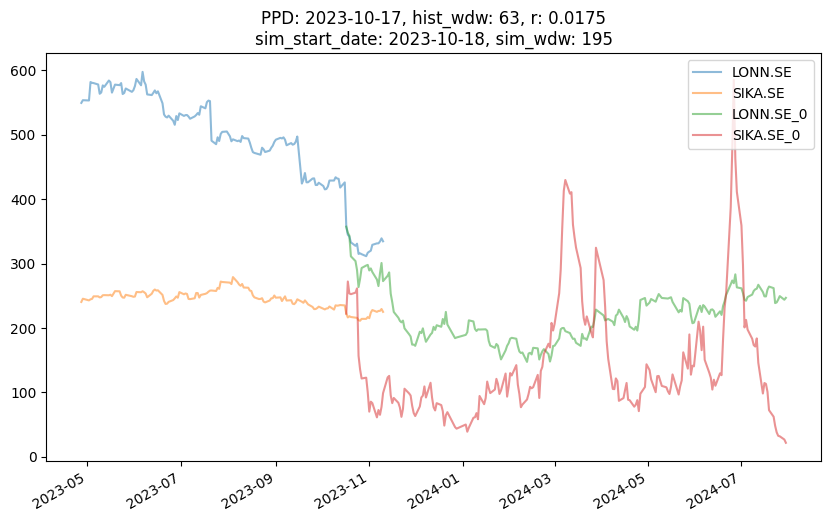 PPD: 2023-10-17, hist_wdw: 63, r: 0.0175
sim_start_date: 2023-10-18, sim_wdw: 195
LONN.SE
SIKA.SE
LONN.SE_0
SIKA.SE_0
600
500
400
300
200
100
0
2023-05
2023-07
2023-09
2023-11
2024-01
2024-03
2024-05
2024-07